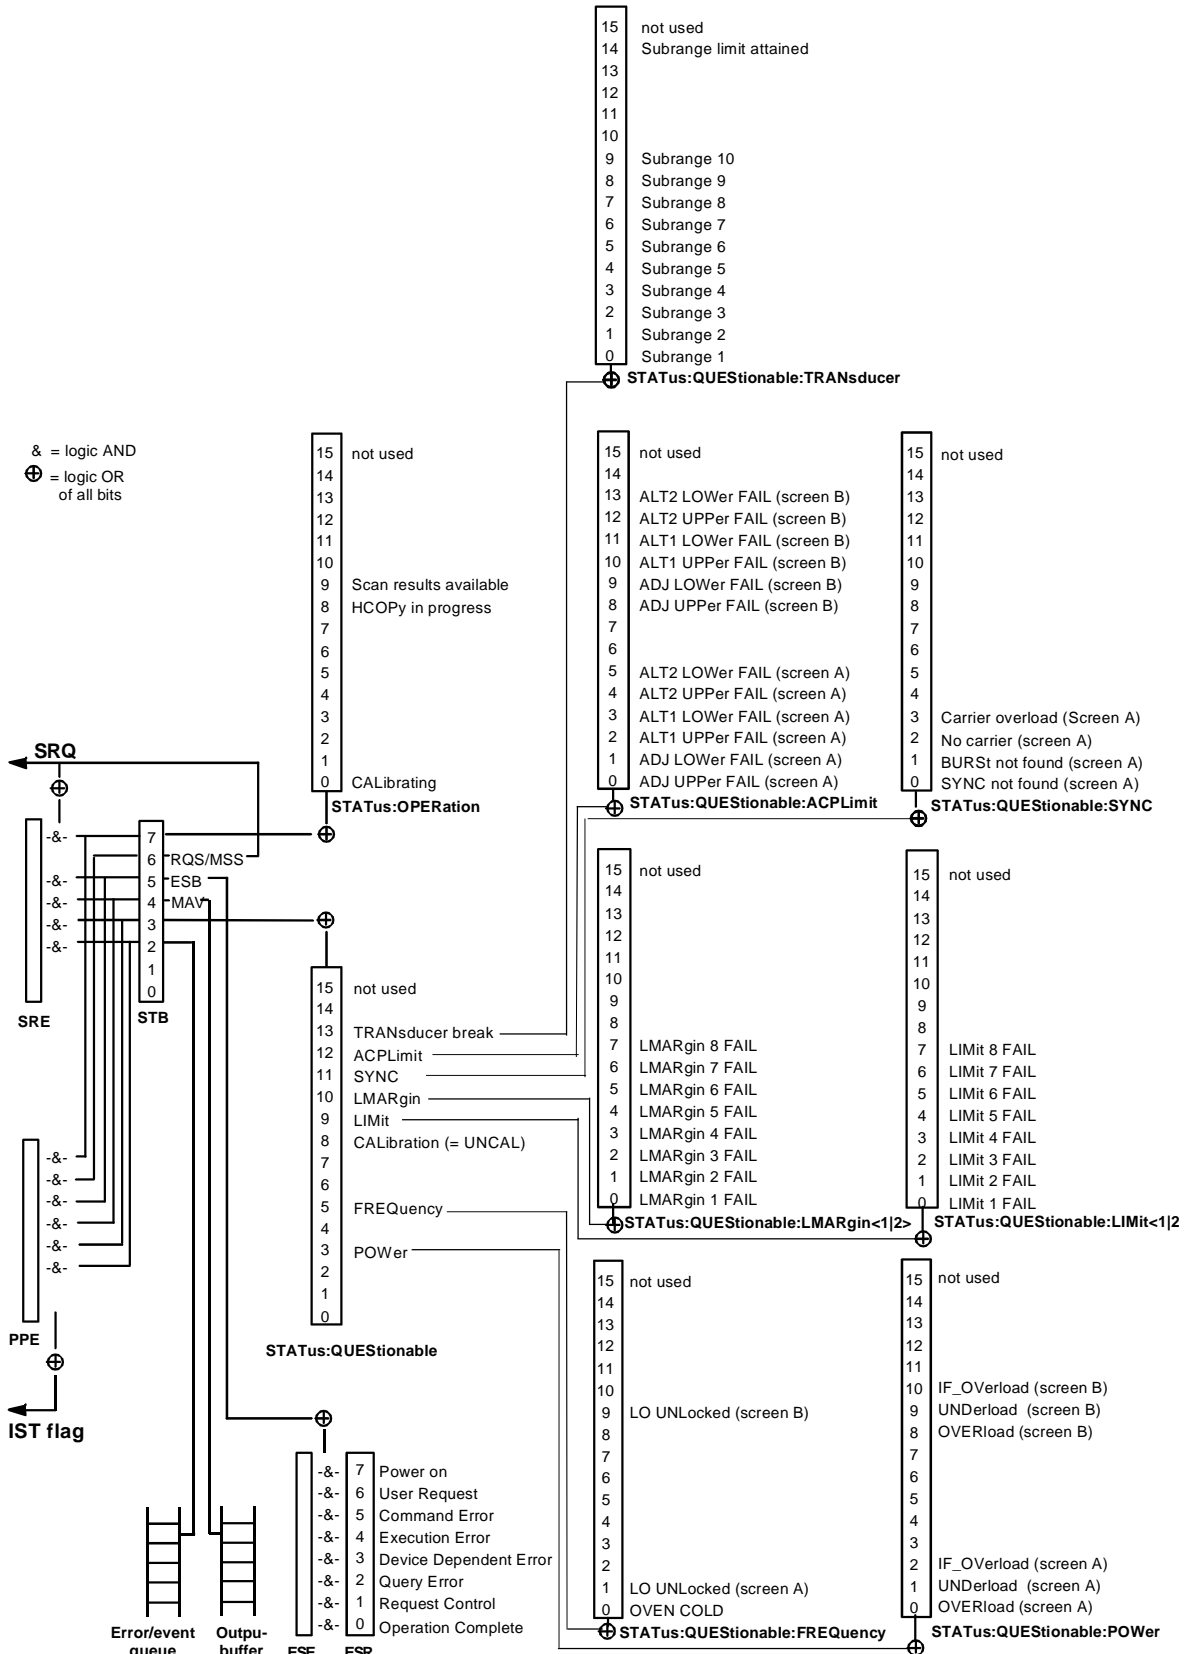 15 not used
14 Subrange limit attained
13
12
11
10
9 Subrange 10
8 Subrange 9
7 Subrange 8
6 Subrange 7
5 Subrange 6
4 Subrange 5
3 Subrange 4
2 Subrange 3
1 Subrange 2
0 Subrange 1
STATus:QUEStionable:TRANsducer
& = logic AND
⊕ = logic OR
of all bits
15 not used
14
13
12
11
10
9 Scan results available
8 HCOPy in progress
7
6
5
4
3
2
1
0 CALibrating
STATus:OPERation
15 not used
14
13 ALT2 LOWer FAIL (screen B)
12 ALT2 UPPer FAIL (screen B)
11 ALT1 LOWer FAIL (screen B)
10 ALT1 UPPer FAIL (screen B)
9 ADJ LOWer FAIL (screen B)
8 ADJ UPPer FAIL (screen B)
7
6
5 ALT2 LOWer FAIL (screen A)
4 ALT2 UPPer FAIL (screen A)
3 ALT1 LOWer FAIL (screen A)
2 ALT1 UPPer FAIL (screen A)
1 ADJ LOWer FAIL (screen A)
0 ADJ UPPer FAIL (screen A)
STATus:QUEStionable:ACPLimit
15 not used
14
13
12
11
10
9
8
7
6
5
4
3 Carrier overload (Screen A)
2 No carrier (screen A)
1 BURSt not found (screen A)
0 SYNC not found (screen A)
STATus:QUEStionable:SYNC
SRQ
-&-
-&-
-&-
-&-
-&-
SRE
7
6 RQS/MSS
5 ESB
4 MAV
3
2
1
0
STB
15 not used
14
13 TRANsducer break
12 ACPLimit
11 SYNC
10 LMARgin
9 LIMit
8 CALibration (= UNCAL)
7
6
5 FREQuency
4
3 POWer
2
1
0
STATus:QUEStionable
15 not used
14
13
12
11
10
9
8
7 LMARgin 8 FAIL
6 LMARgin 7 FAIL
5 LMARgin 6 FAIL
4 LMARgin 5 FAIL
3 LMARgin 4 FAIL
2 LMARgin 3 FAIL
1 LMARgin 2 FAIL
0 LMARgin 1 FAIL
STATus:QUEStionable:LMARgin<1|2>
15 not used
14
13
12
11
10
9
8
7 LIMit 8 FAIL
6 LIMit 7 FAIL
5 LIMit 6 FAIL
4 LIMit 5 FAIL
3 LIMit 4 FAIL
2 LIMit 3 FAIL
1 LIMit 2 FAIL
0 LIMit 1 FAIL
STATus:QUEStionable:LIMit<1|2
-&-
-&-
-&-
-&-
-&-
-&-
PPE
IST flag
15 not used
14
13
12
11
10
9 LO UNLocked (screen B)
8
7
6
5
4
3
2
1 LO UNLocked (screen A)
0 OVEN COLD
STATus:QUEStionable:FREQuency
15 not used
14
13
12
11
10 IF_OVerload (screen B)
9 UNDerload (screen B)
8 OVERload (screen B)
7
6
5
4
3
2 IF_OVerload (screen A)
1 UNDerload (screen A)
0 OVERload (screen A)
STATus:QUEStionable:POWer
-&- 7 Power on
-&- 6 User Request
-&- 5 Command Error
-&- 4 Execution Error
-&- 3 Device Dependent Error
-&- 2 Query Error
-&- 1 Request Control
-&- 0 Operation Complete
ESE ESR
Error/event
queue
Outpu-
buffer